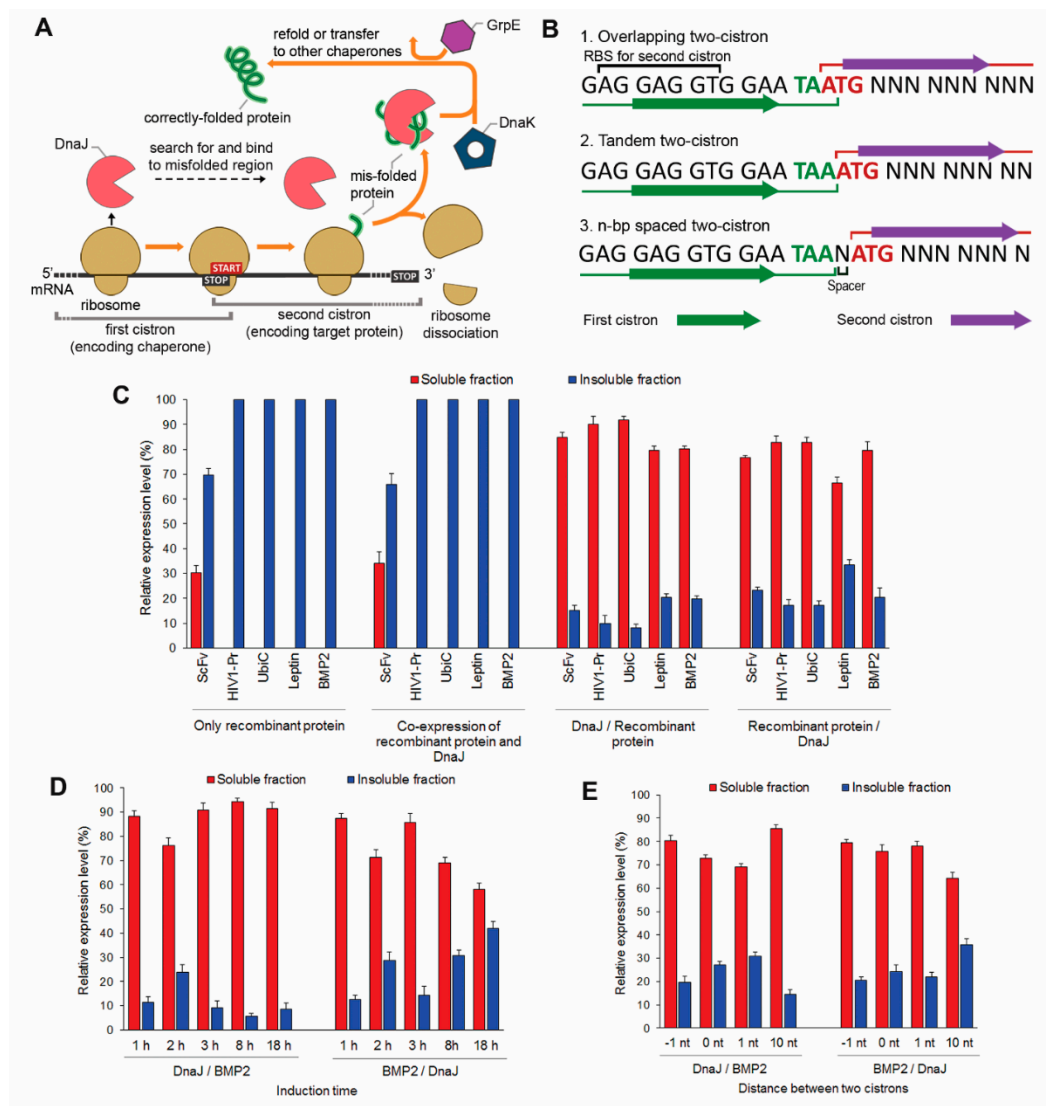 A
GrpE
refold or transfer
to other chaperones
correctly-folded protein
DnaK
DnaJ
search for and bind
to misfolded region
mis-folded
protein
START
STOP
STOP
5'
3'
mRNA
ribosome
first cistron
(encoding chaperone)
second cistron
(encoding target protein)
ribosome
dissociation
B
1. Overlapping two-cistron
RBS for second cistron
GAG GAG GTG GAA TAATG NNN NNN NNN
2. Tandem two-cistron
GAG GAG GTG GAA TAAATG NNN NNN NN
3. n-bp spaced two-cistron
GAG GAG GTG GAA TAANATG NNN NNN N
Spacer
First cistron
Second cistron
C
Soluble fraction
Insoluble fraction
Relative expression level (%)
100
90
80
70
60
50
40
30
20
10
0
ScFv
HIV1-Pr
UbiC
Leptin
BMP2
ScFv
HIV1-Pr
UbiC
Leptin
BMP2
ScFv
HIV1-Pr
UbiC
Leptin
BMP2
ScFv
HIV1-Pr
UbiC
Leptin
BMP2
Only recombinant protein
Co-expression of
recombinant protein and
DnaJ
DnaJ / Recombinant
protein
Recombinant protein /
DnaJ
D
Soluble fraction
Insoluble fraction
Relative expression level (%)
100
90
80
70
60
50
40
30
20
10
0
1 h 2 h 3 h 8 h 18 h 1 h 2 h 3 h 8h 18 h
DnaJ / BMP2
BMP2 / DnaJ
Induction time
E
Soluble fraction
Insoluble fraction
Relative expression level (%)
100
90
80
70
60
50
40
30
20
10
0
-1 nt 0 nt 1 nt 10 nt -1 nt 0 nt 1 nt 10 nt
DnaJ / BMP2
BMP2 / DnaJ
Distance between two cistrons